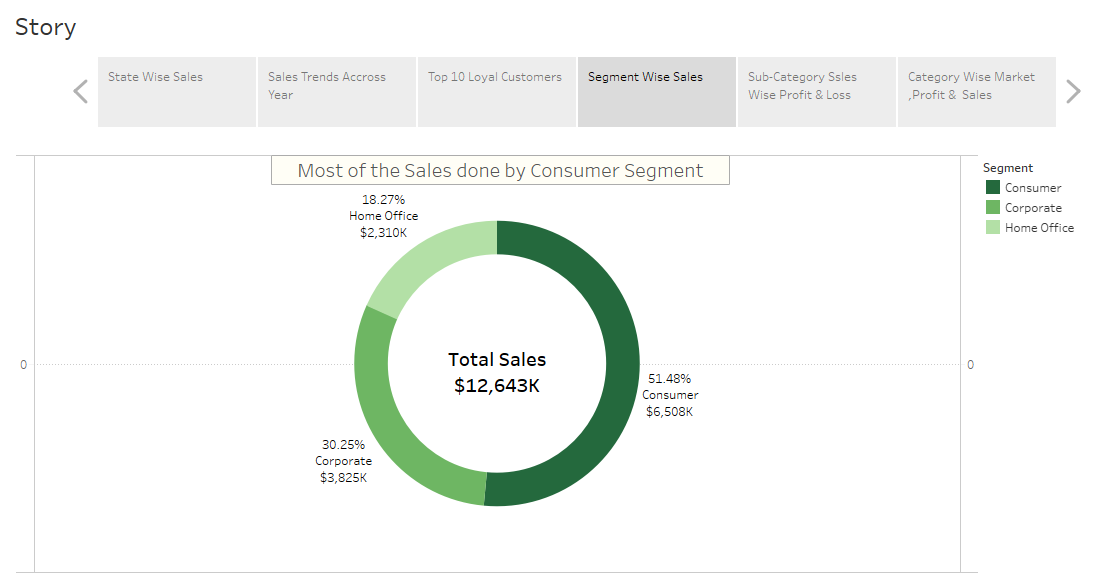 Story
State Wise Sales
Sales Trends Accross
Year
Top 10 Loyal Customers
Segment Wise Sales
Sub-Category Ssles
Wise Profit & Loss
Category Wise Market
,Profit & Sales
Most of the Sales done by Consumer Segment
Segment
Consumer
Corporate
Home Office
18.27%
Home Office
$2,310K
0
Total Sales
$12,643K
0
51.48%
Consumer
$6,508K
30.25%
Corporate
$3,825K